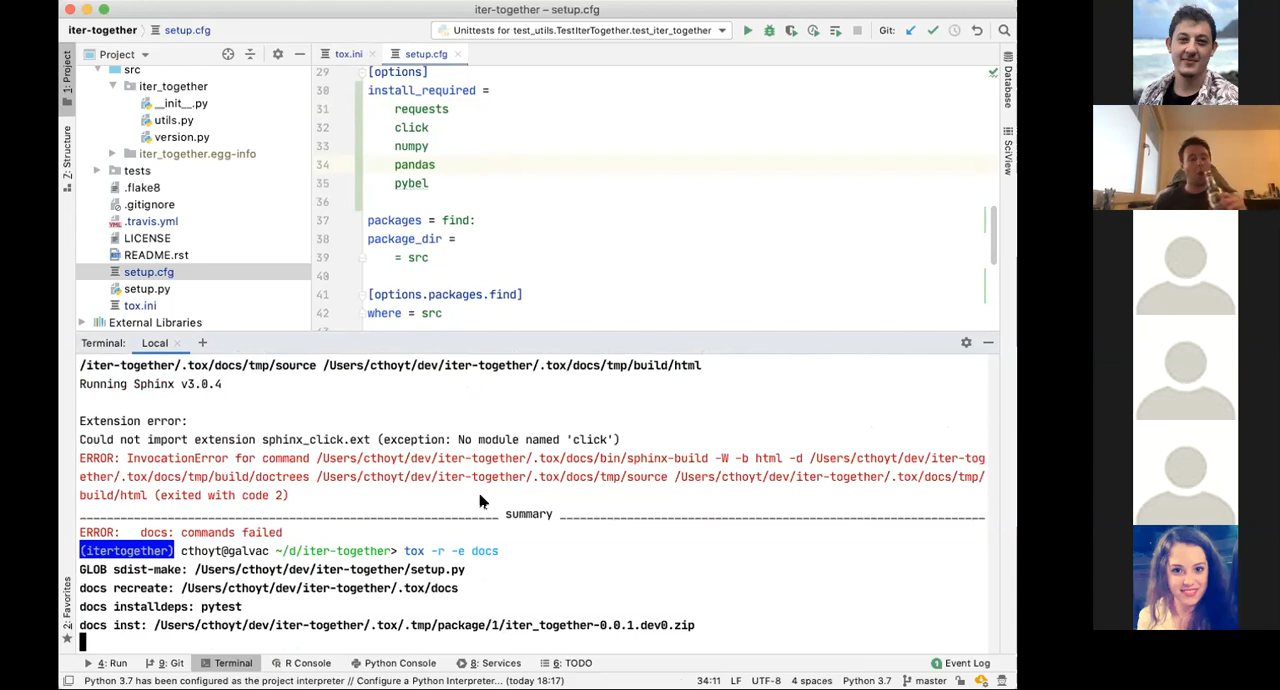 iter-together – setup.cfg
iter-together setup.cfg Unittests for test_utils.TestIterTogether.test_iter_together Git:
Project tox.ini setup.cfg
1: Project
Z: Structure
2: Favorites
src
iter_together
__init__.py
utils.py
version.py
iter_together.egg-info
tests
.flake8
.gitignore
.travis.yml
LICENSE
README.rst
setup.cfg
setup.py
tox.ini
External Libraries
29 [options]
30 install_required =
31 requests
32 click
33 numpy
34 pandas
35 pybel
36
37 packages = find:
38 package_dir =
39 = src
40
41 [options.packages.find]
42 where = src
Database
SciView
Terminal: Local
/iter-together/.tox/docs/tmp/source /Users/cthoyt/dev/iter-together/.tox/docs/tmp/build/html
Running Sphinx v3.0.4
Extension error:
Could not import extension sphinx_click.ext (exception: No module named 'click')
ERROR: InvocationError for command /Users/cthoyt/dev/iter-together/.tox/docs/bin/sphinx-build -W -b html -d /Users/cthoyt/dev/iter-tog
ether/.tox/docs/tmp/build/doctrees /Users/cthoyt/dev/iter-together/.tox/docs/tmp/source /Users/cthoyt/dev/iter-together/.tox/docs/tmp/
build/html (exited with code 2)
summary
ERROR: docs: commands failed
(itertogether) cthoyt@galvac ~/d/iter-together> tox -r -e docs
GLOB sdist-make: /Users/cthoyt/dev/iter-together/setup.py
docs recreate: /Users/cthoyt/dev/iter-together/.tox/docs
docs installdeps: pytest
docs inst: /Users/cthoyt/dev/iter-together/.tox/.tmp/package/1/iter_together-0.0.1.dev0.zip
4: Run 9: Git Terminal R Console Python Console 8: Services 6: TODO 1 Event Log
Python 3.7 has been configured as the project interpreter // Configure a Python Interpreter... (today 18:17) 34:11 LF UTF-8 4 spaces Python 3.7 master